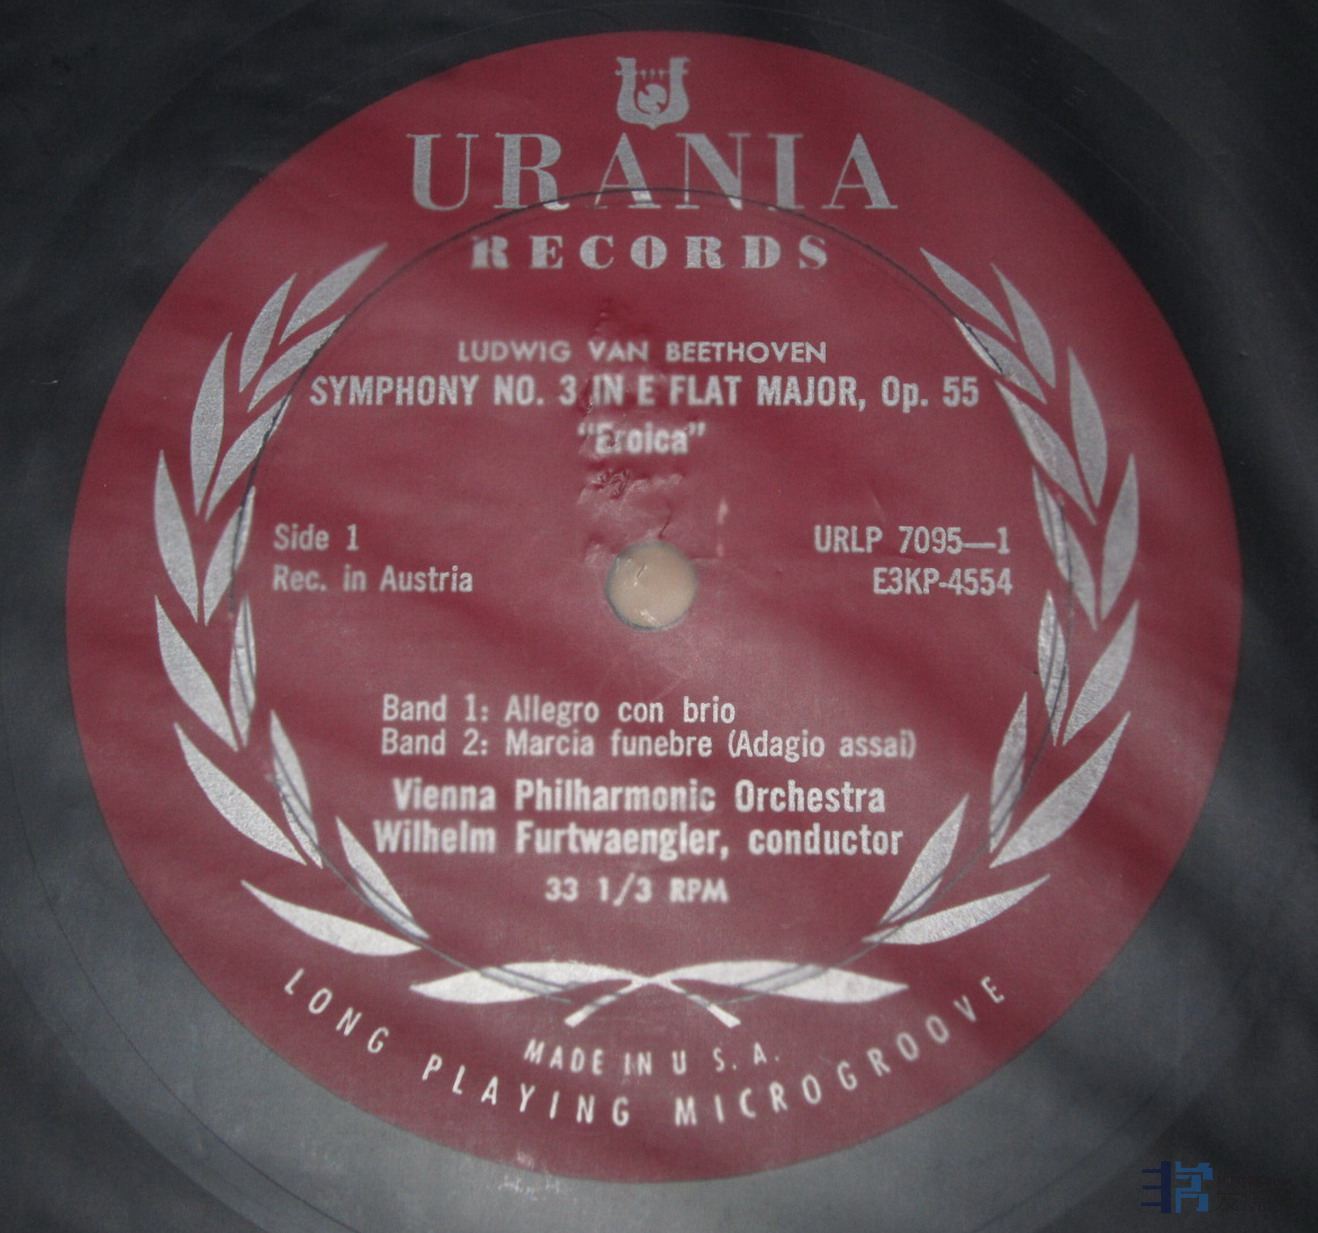 URANIA
RECORDS
LUDWIG VAN BEETHOVEN
SYMPHONY NO. 3 IN E FLAT MAJOR, Op. 55
"Eroica"
Side 1
Rec. in Austria
URLP 7095—1
E3KP-4554
Band 1: Allegro con brio
Band 2: Marcia funebre (Adagio assai)
Vienna Philharmonic Orchestra
Wilhelm Furtwaengler, conductor
33 1/3 RPM
MADE IN U S. A.
LONG PLAYING MICROGROOVE